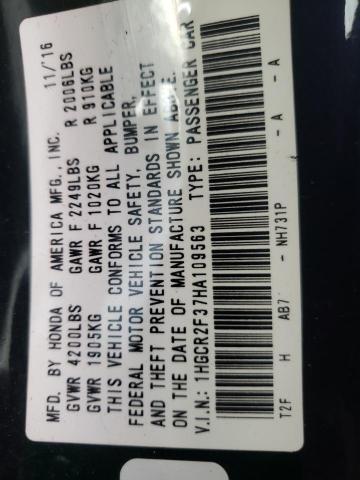 MFD. BY HONDA OF AMERICA MFG., INC. 11/'16
GVWR 4200LBS GAWR F 2249LBS R 2006LBS
GVWR 1905KG GAWR F 1020KG R 910KG
THIS VEHICLE CONFORMS TO ALL APPLICABLE
FEDERAL MOTOR VEHICLE SAFETY, BUMPER,
AND THEFT PREVENTION STANDARDS IN EFFECT
ON THE DATE OF MANUFACTURE SHOWN ABOVE.
V.I.N.: 1HGCR2F37HA109563 TYPE: PASSENGER CAR
T2F H AB7 - NH731P - A - A